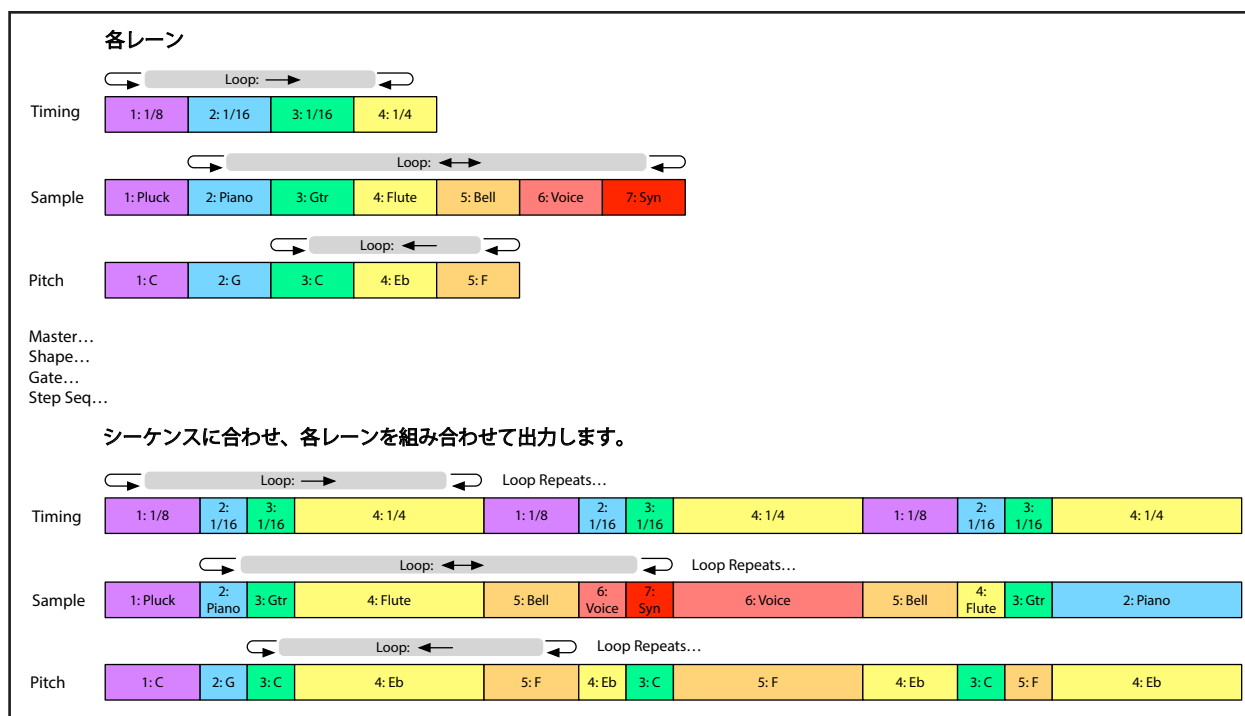 各レーン
Loop:
Timing
1: 1/8 2: 1/16 3: 1/16 4: 1/4
Loop:
Sample
1: Pluck 2: Piano 3: Gtr 4: Flute 5: Bell 6: Voice 7: Syn
Loop:
Pitch
1: C 2: G 3: C 4: Eb 5: F
Master…
Shape…
Gate…
Step Seq…
シーケンスに合わせ、各レーンを組み合わせて出力します。
Loop: Loop Repeats…
Timing
1: 1/8 2: 1/16 3: 1/16 4: 1/4 1: 1/8 2: 1/16 3: 1/16 4: 1/4 1: 1/8 2: 1/16 3: 1/16 4: 1/4
Loop: Loop Repeats…
Sample
1: Pluck 2: Piano 3: Gtr 4: Flute 5: Bell 6: Voice 7: Syn 6: Voice 5: Bell 4: Flute 3: Gtr 2: Piano
Loop: Loop Repeats…
Pitch
1: C 2: G 3: C 4: Eb 5: F 4: Eb 3: C 5: F 4: Eb 3: C 5: F 4: Eb